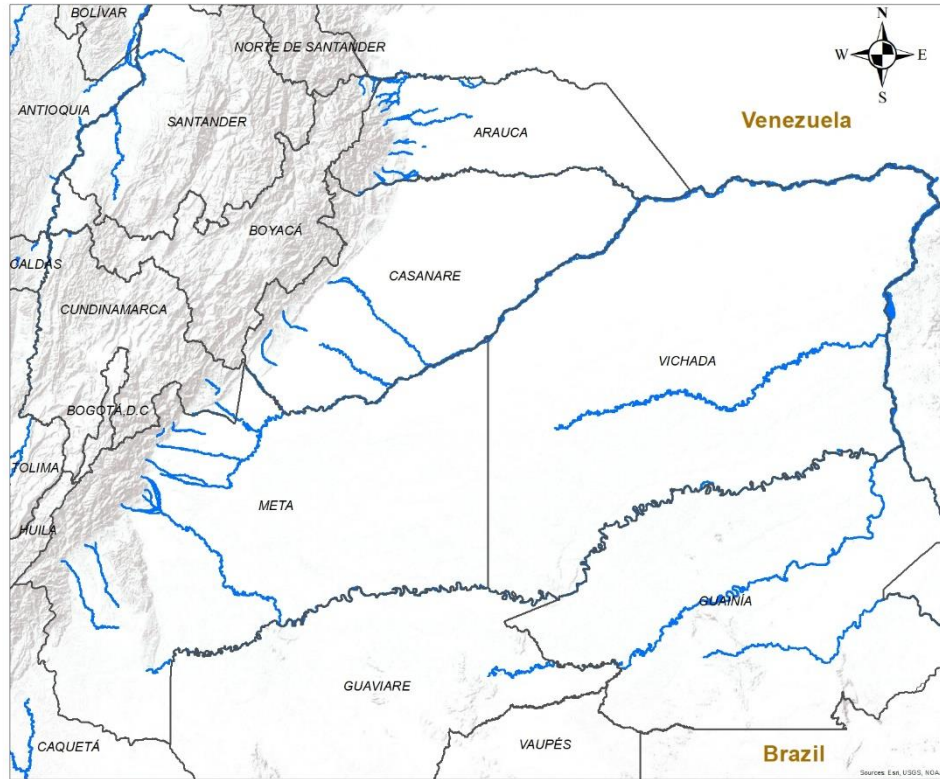 BOLÍVAR
N
NORTE DE SANTANDER
W
E
S
ANTIOQUIA
SANTANDER
ARAUCA
Venezuela
BOYACÁ
CALDAS
CASANARE
CUNDINAMARCA
VICHADA
BOGOTÁ,D.C
TOLIMA
META
HUILA
GUAINÍA
GUAVIARE
CAQUETÁ
VAUPÉS
Brazil
Sources: Esri, USGS, NOA